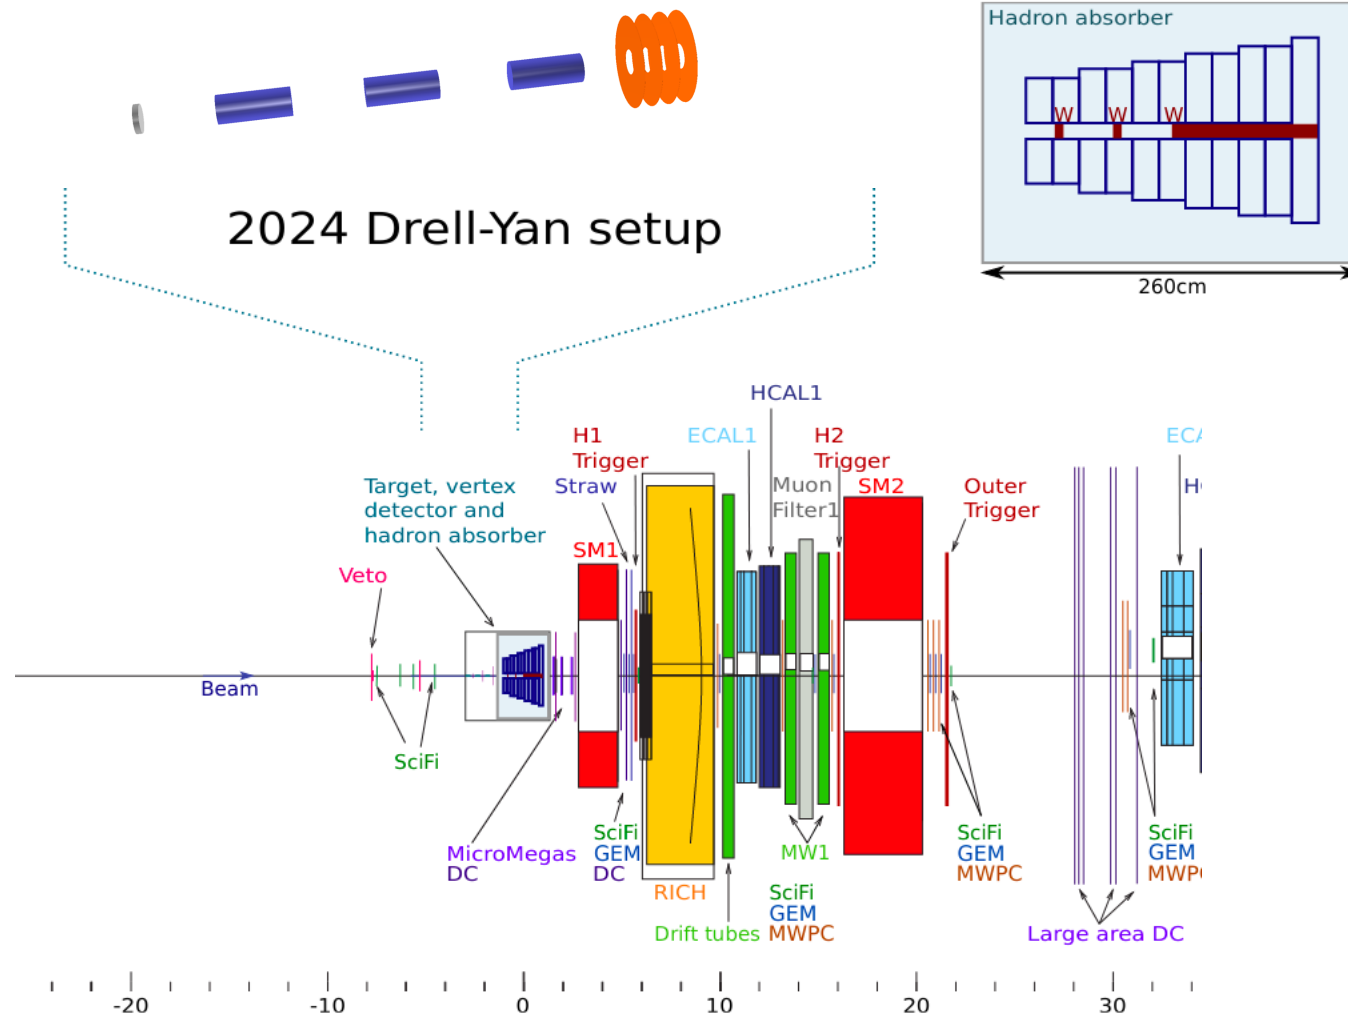 Hadron absorber
W W W
260cm
2024 Drell-Yan setup
HCAL1
H1
Trigger
ECAL1
H2
Trigger
Target, vertex
detector and
hadron absorber
Straw
Muon
Filter1
SM2
Outer
Trigger
SM1
Veto
Beam
SciFi
MicroMegas
DC
SciFi
GEM
DC
RICH
MW1
Drift tubes
SciFi
GEM
MWPC
SciFi
GEM
MWPC
SciFi
GEM
Large area DC
-20 -10 0 10 20 30